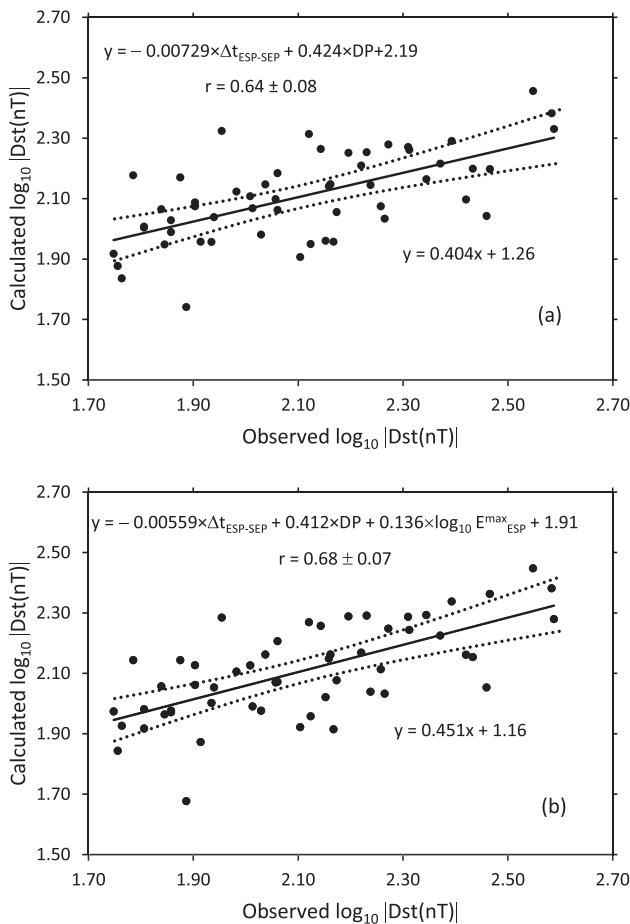 2.70
y = − 0.00729×Δt_ESP-SEP + 0.424×DP+2.19
r = 0.64 ± 0.08
2.50
2.30
2.10
1.90
1.70
1.50
Calculated log₁₀ |Dst(nT)|
y = 0.404x + 1.26
(a)
1.70 1.90 2.10 2.30 2.50 2.70
Observed log₁₀ |Dst(nT)|
2.70
y = − 0.00559×Δt_ESP-SEP + 0.412×DP + 0.136×log₁₀ E^max_ESP + 1.91
r = 0.68 ± 0.07
2.50
2.30
2.10
1.90
1.70
1.50
Calculated log₁₀ |Dst(nT)|
y = 0.451x + 1.16
(b)
1.70 1.90 2.10 2.30 2.50 2.70
Observed log₁₀ |Dst(nT)|